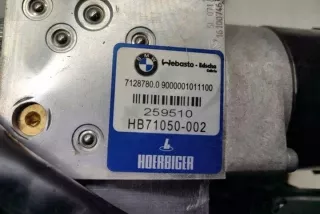 Webasto - Edscha
7128780.0 9000001011100
259510
HB71050-002
HOERBIGER